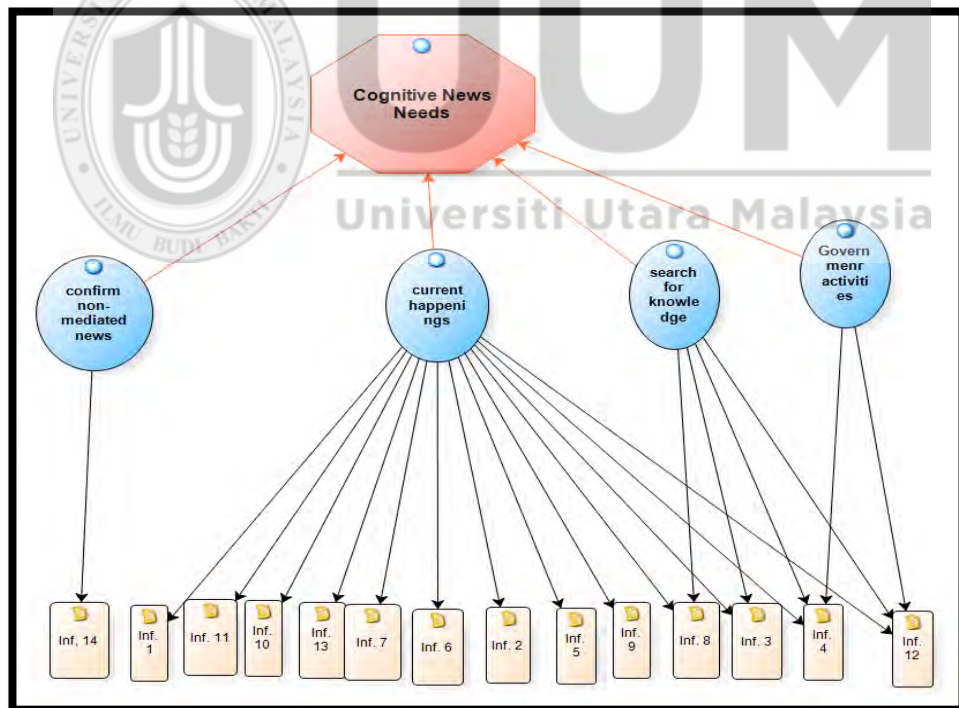 UNIVERSITI UTARA MALAYSIA
UUM
Cognitive News
Needs
Universiti Utara Malaysia
ILMU BUDI BAKTI
confirm
non-
mediated
news
current
happeni
ngs
search
for
knowle
dge
Govern
menr
activiti
es
Inf, 14
Inf.
1
Inf. 11
Inf.
10
Inf.
13
Inf. 7
Inf. 6
Inf. 2
Inf.
5
Inf.
9
Inf. 8
Inf. 3
Inf.
4
Inf.
12